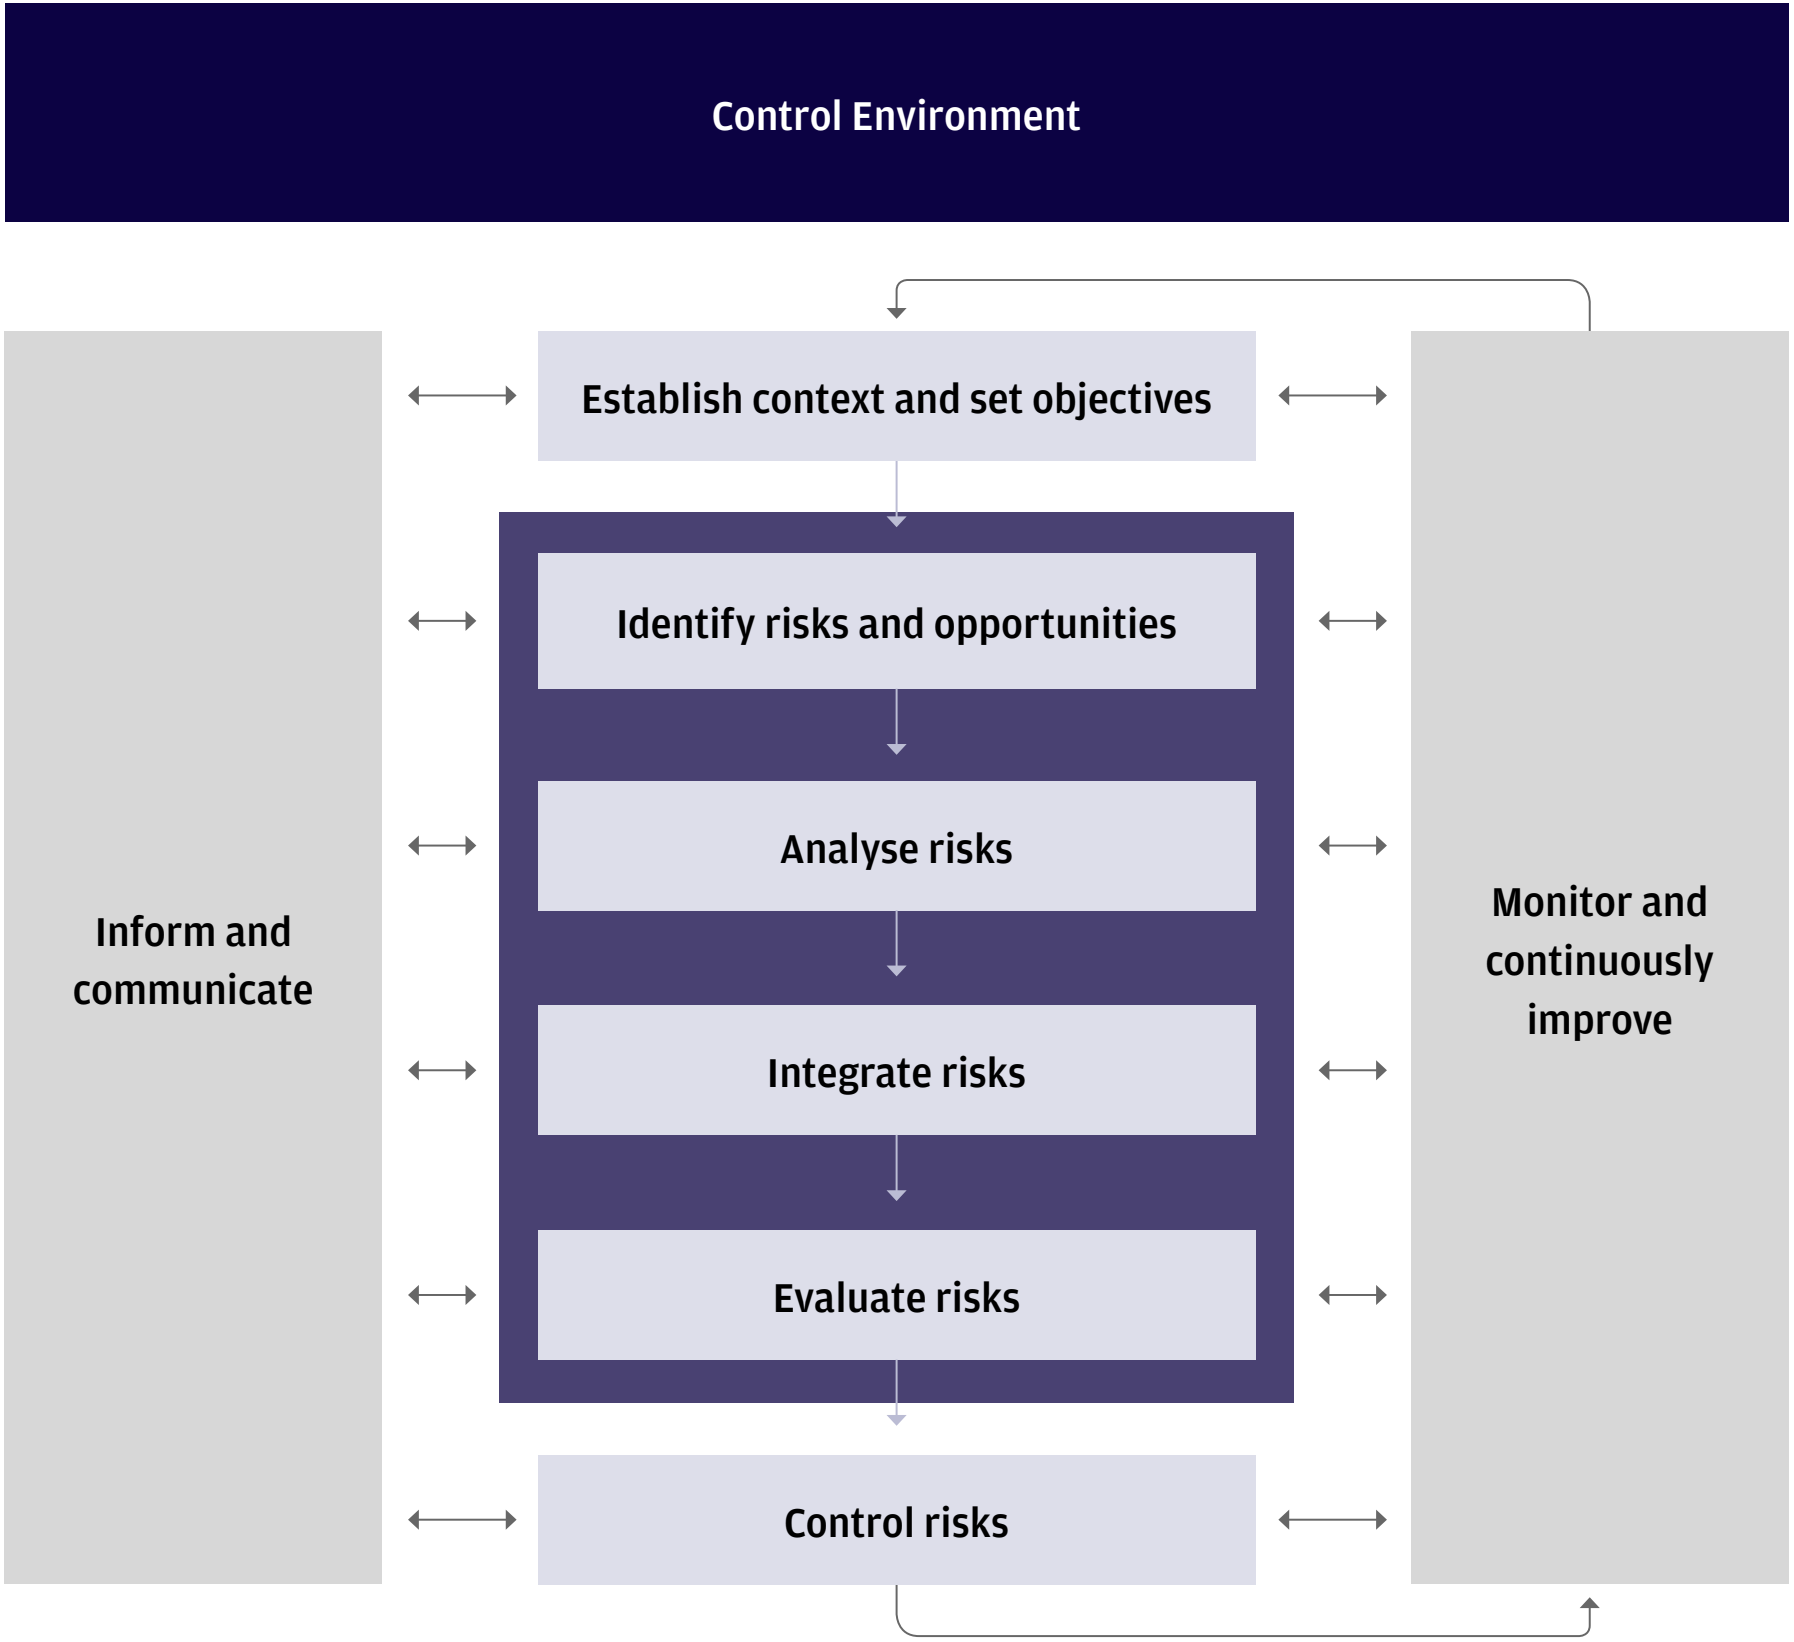 Control Environment
Establish context and set objectives
Identify risks and opportunities
Analyse risks
Inform and
communicate
Monitor and
continuously
improve
Integrate risks
Evaluate risks
Control risks